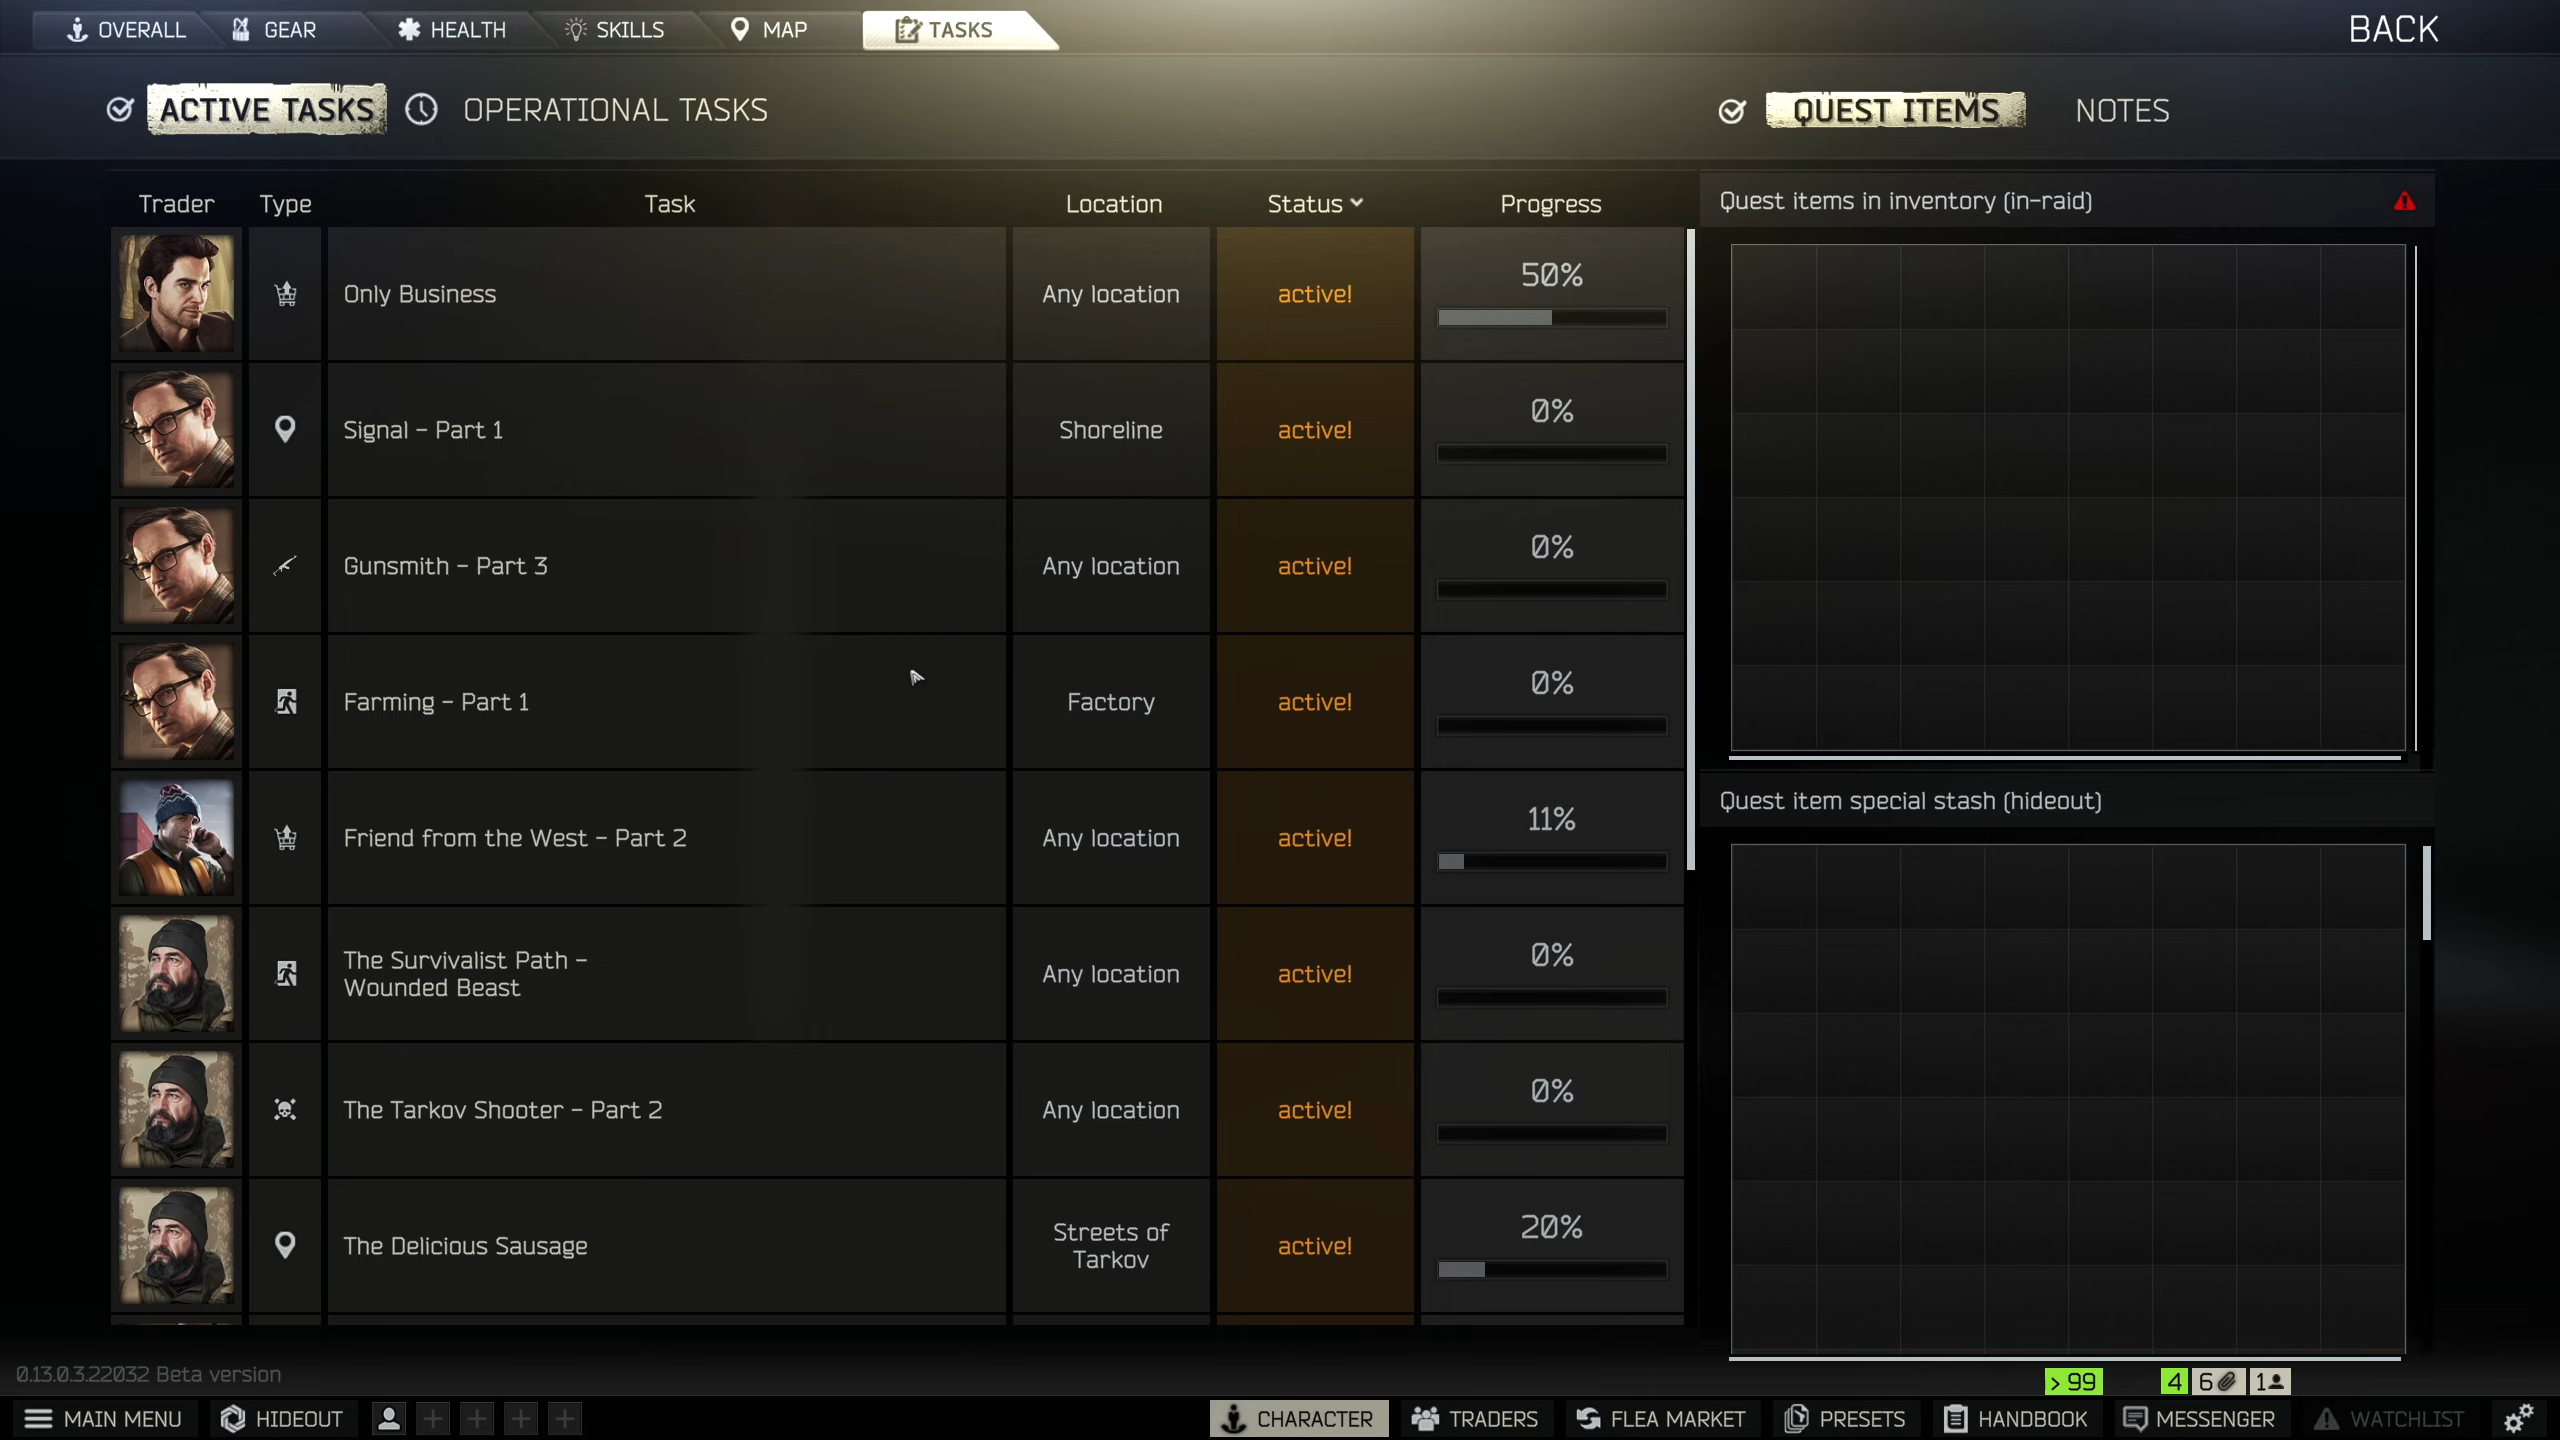 OVERALL GEAR HEALTH SKILLS MAP TASKS BACK
ACTIVE TASKS OPERATIONAL TASKS QUEST ITEMS NOTES
Trader Type Task Location Status Progress
Quest items in inventory (in-raid)
Only Business Any location active! 50%
Signal – Part 1 Shoreline active! 0%
Gunsmith – Part 3 Any location active! 0%
Farming – Part 1 Factory active! 0%
Quest item special stash (hideout)
Friend from the West – Part 2 Any location active! 11%
The Survivalist Path –
Wounded Beast Any location active! 0%
The Tarkov Shooter – Part 2 Any location active! 0%
The Delicious Sausage Streets of
Tarkov active! 20%
0.13.0.3.22032 Beta version
> 99 4 6 1
MAIN MENU HIDEOUT CHARACTER TRADERS FLEA MARKET PRESETS HANDBOOK MESSENGER WATCHLIST